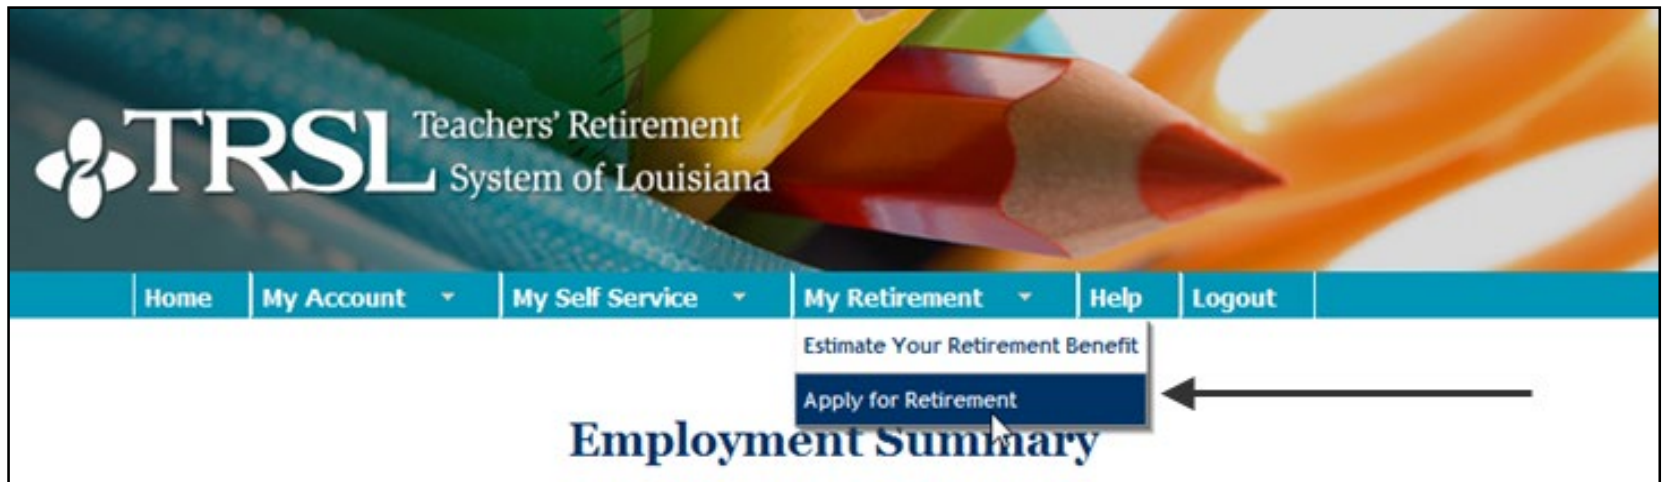 TRSL Teachers' Retirement
System of Louisiana
Home My Account My Self Service My Retirement Help Logout
Estimate Your Retirement Benefit
Apply for Retirement
Employment Summary